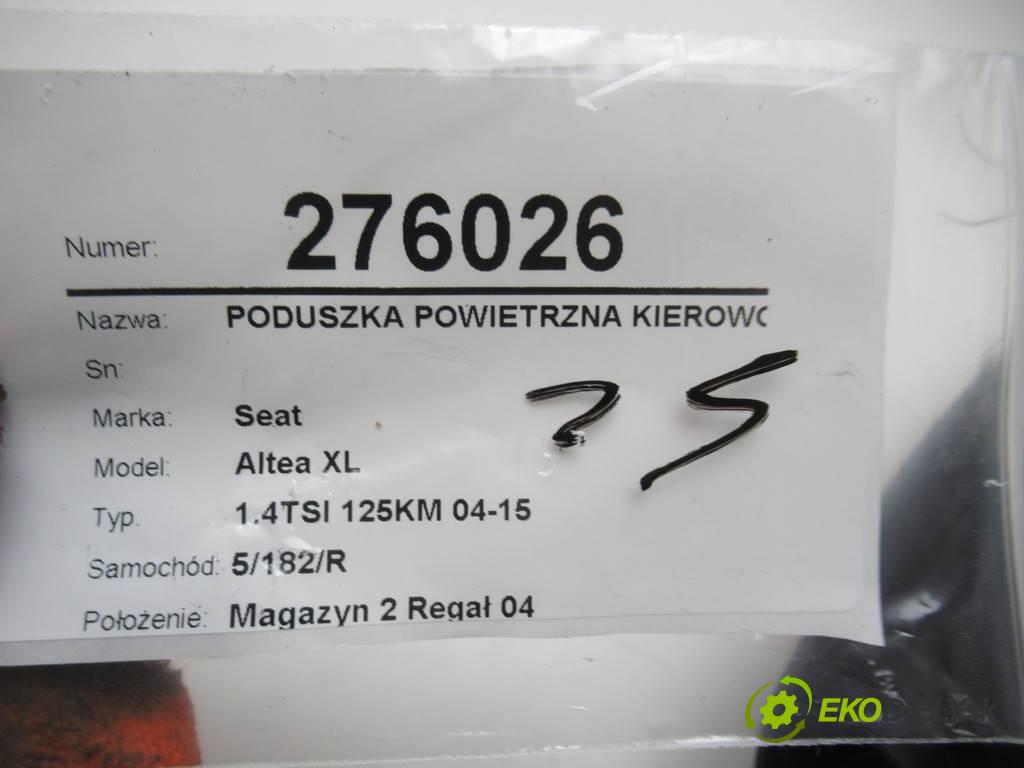 Numer: 276026
Nazwa: PODUSZKA POWIETRZNA KIEROWC
Sn:
Marka: Seat
Model: Altea XL
Typ. 1.4TSI 125KM 04-15
Samochód: 5/182/R
Położenie: Magazyn 2 Regał 04
25